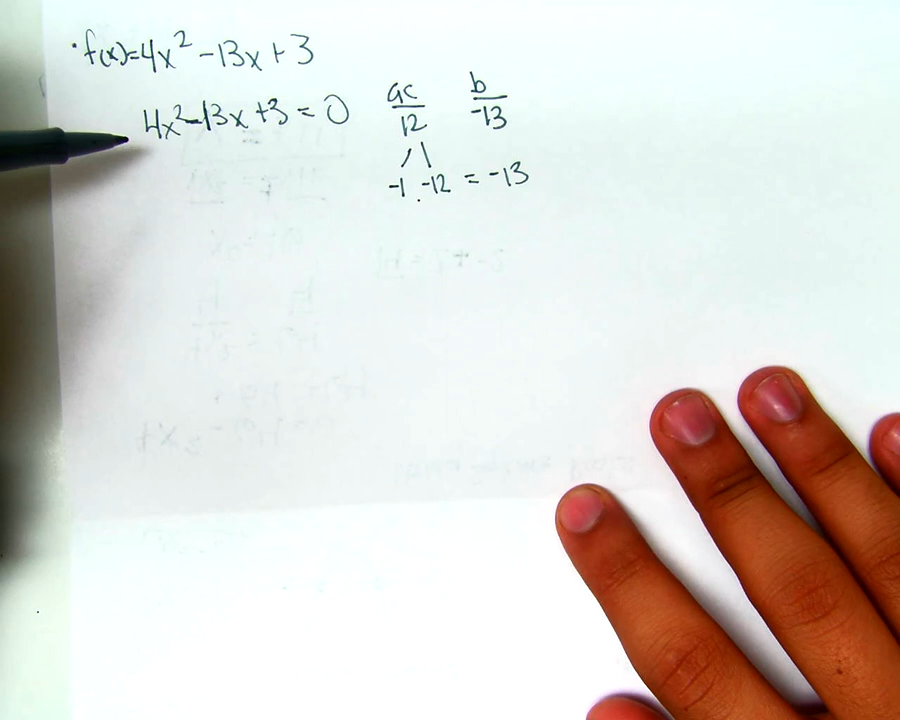 · f(x)=4x² -13x + 3
4x²-13x +3 = 0
ac b
12 -13
-1 · -12 = -13